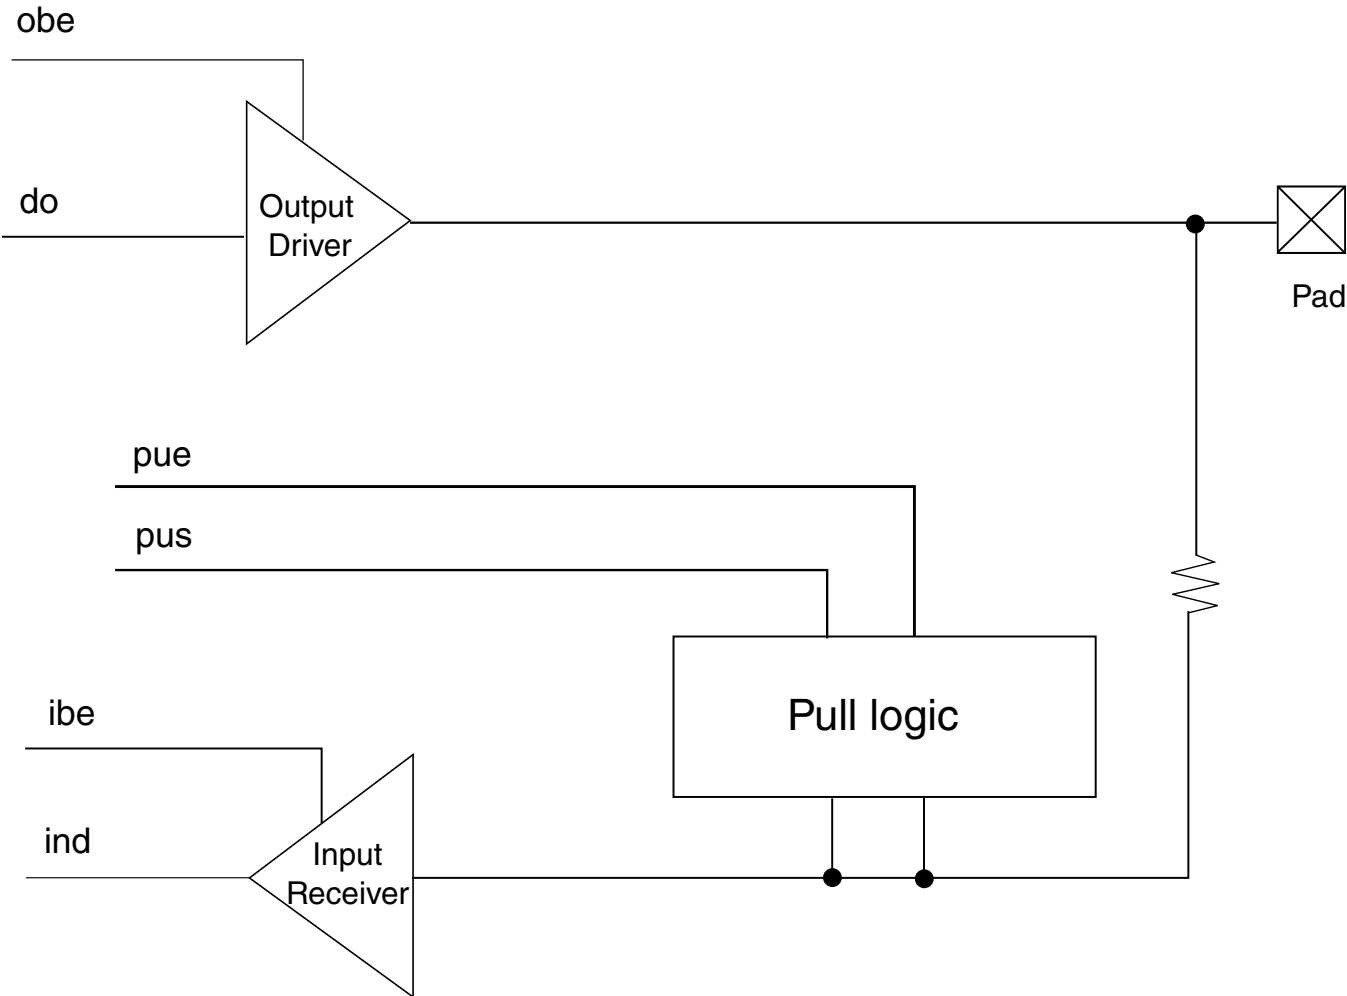 obe
do
Output
Driver
Pad
pue
pus
Pull logic
ibe
ind
Input
Receiver